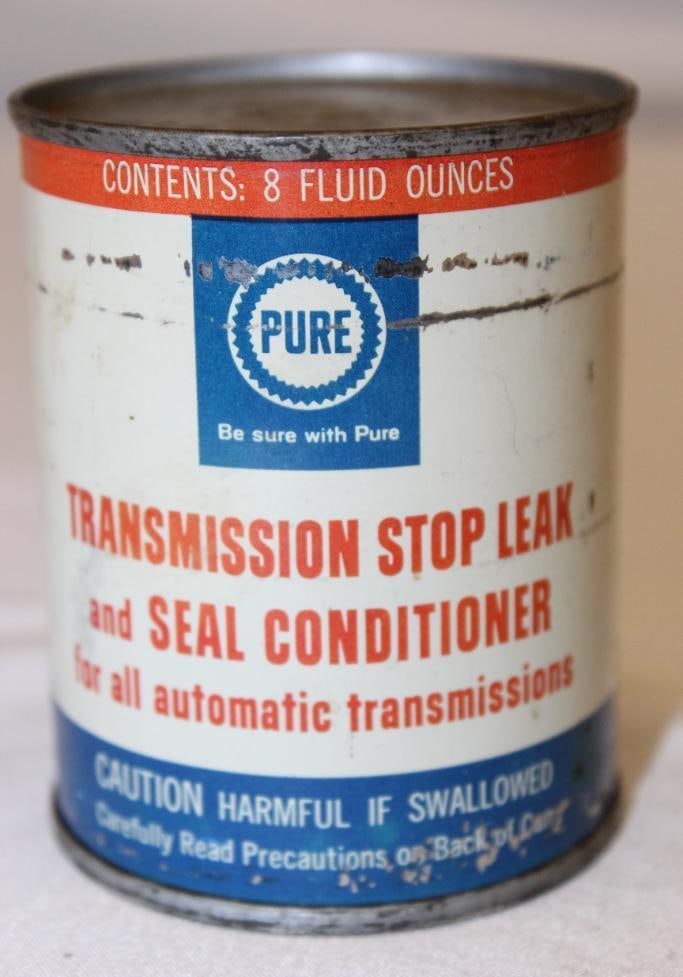 CONTENTS: 8 FLUID OUNCES
PURE
Be sure with Pure
TRANSMISSION STOP LEAK
and SEAL CONDITIONER
for all automatic transmissions
CAUTION HARMFUL IF SWALLOWED
Carefully Read Precautions on Back of Can